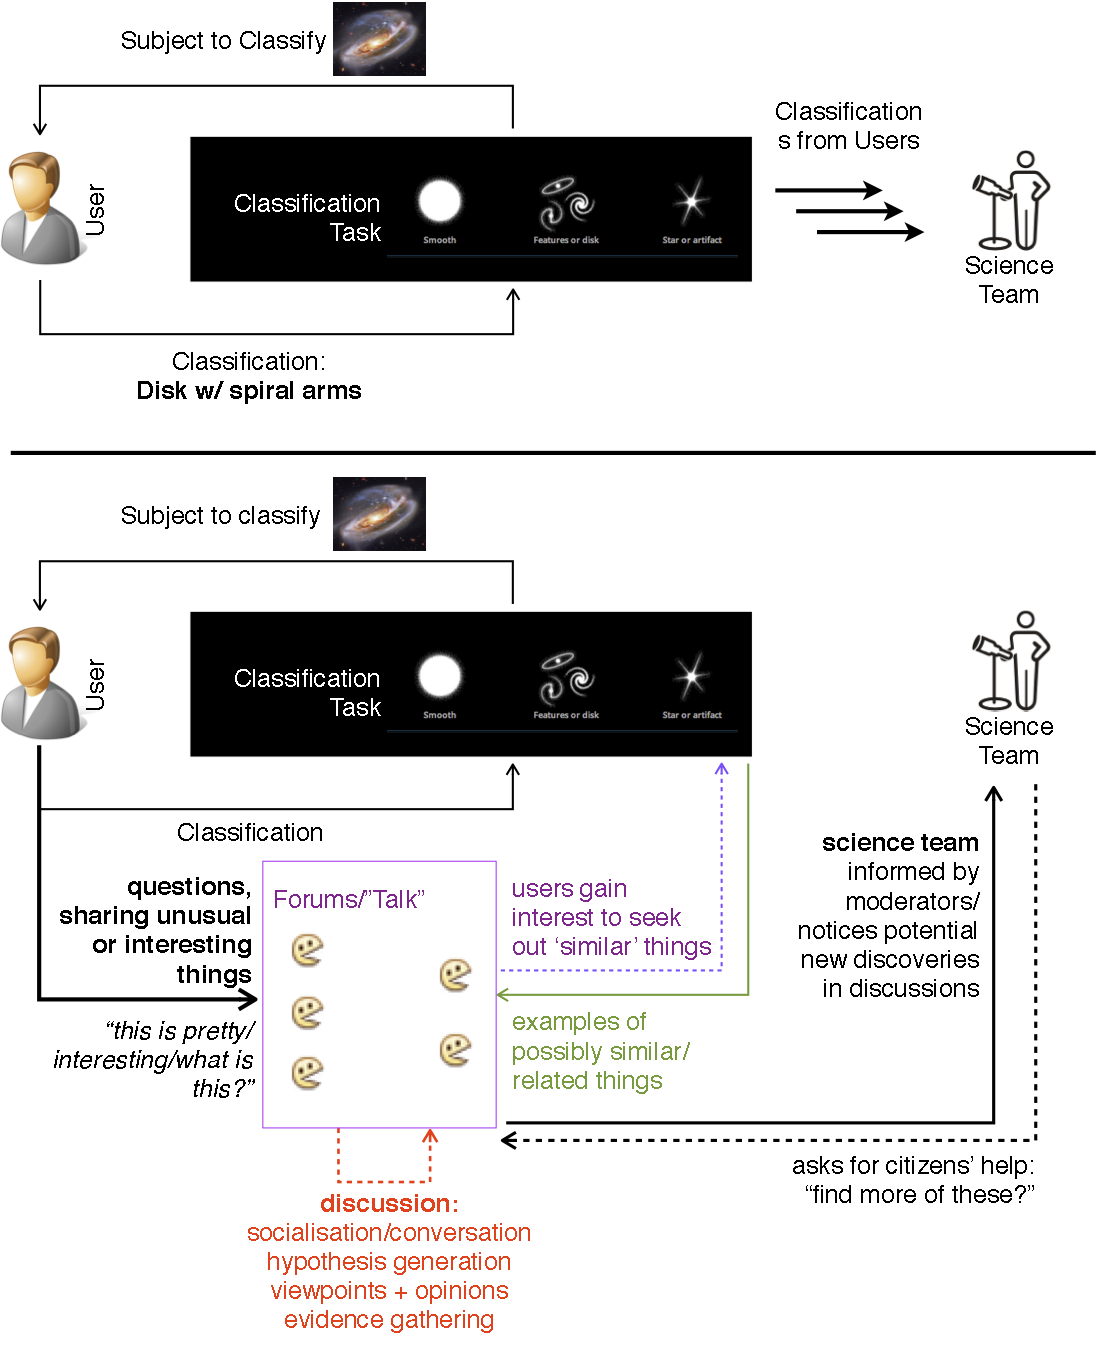 Subject to Classify
User
Classification
Task
Smooth
Features or disk
Star or artifact
Classification
s from Users
Science
Team
Classification:
Disk w/ spiral arms
Subject to classify
User
Classification
Task
Smooth
Features or disk
Star or artifact
Science
Team
Classification
questions,
sharing unusual
or interesting
things
“this is pretty/
interesting/what is
this?”
Forums/”Talk”
users gain
interest to seek
out ‘similar’ things
examples of
possibly similar/
related things
science team
informed by
moderators/
notices potential
new discoveries
in discussions
asks for citizens’ help:
“find more of these?”
discussion:
socialisation/conversation
hypothesis generation
viewpoints + opinions
evidence gathering